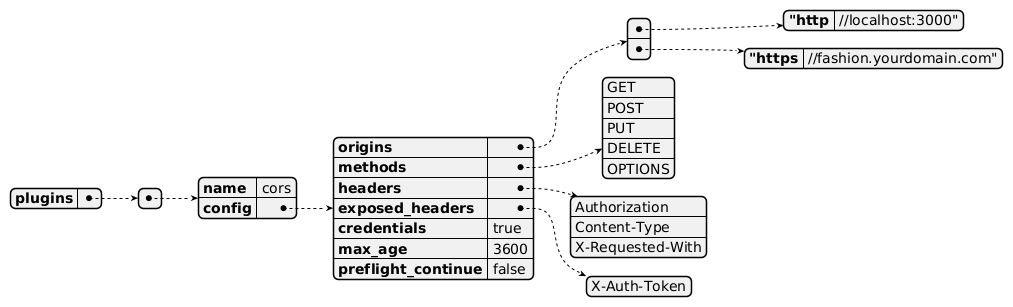 plugins
name cors
config
origins
methods
headers
exposed_headers
credentials true
max_age 3600
preflight_continue false
"http //localhost:3000"
"https //fashion.yourdomain.com"
GET
POST
PUT
DELETE
OPTIONS
Authorization
Content-Type
X-Requested-With
X-Auth-Token